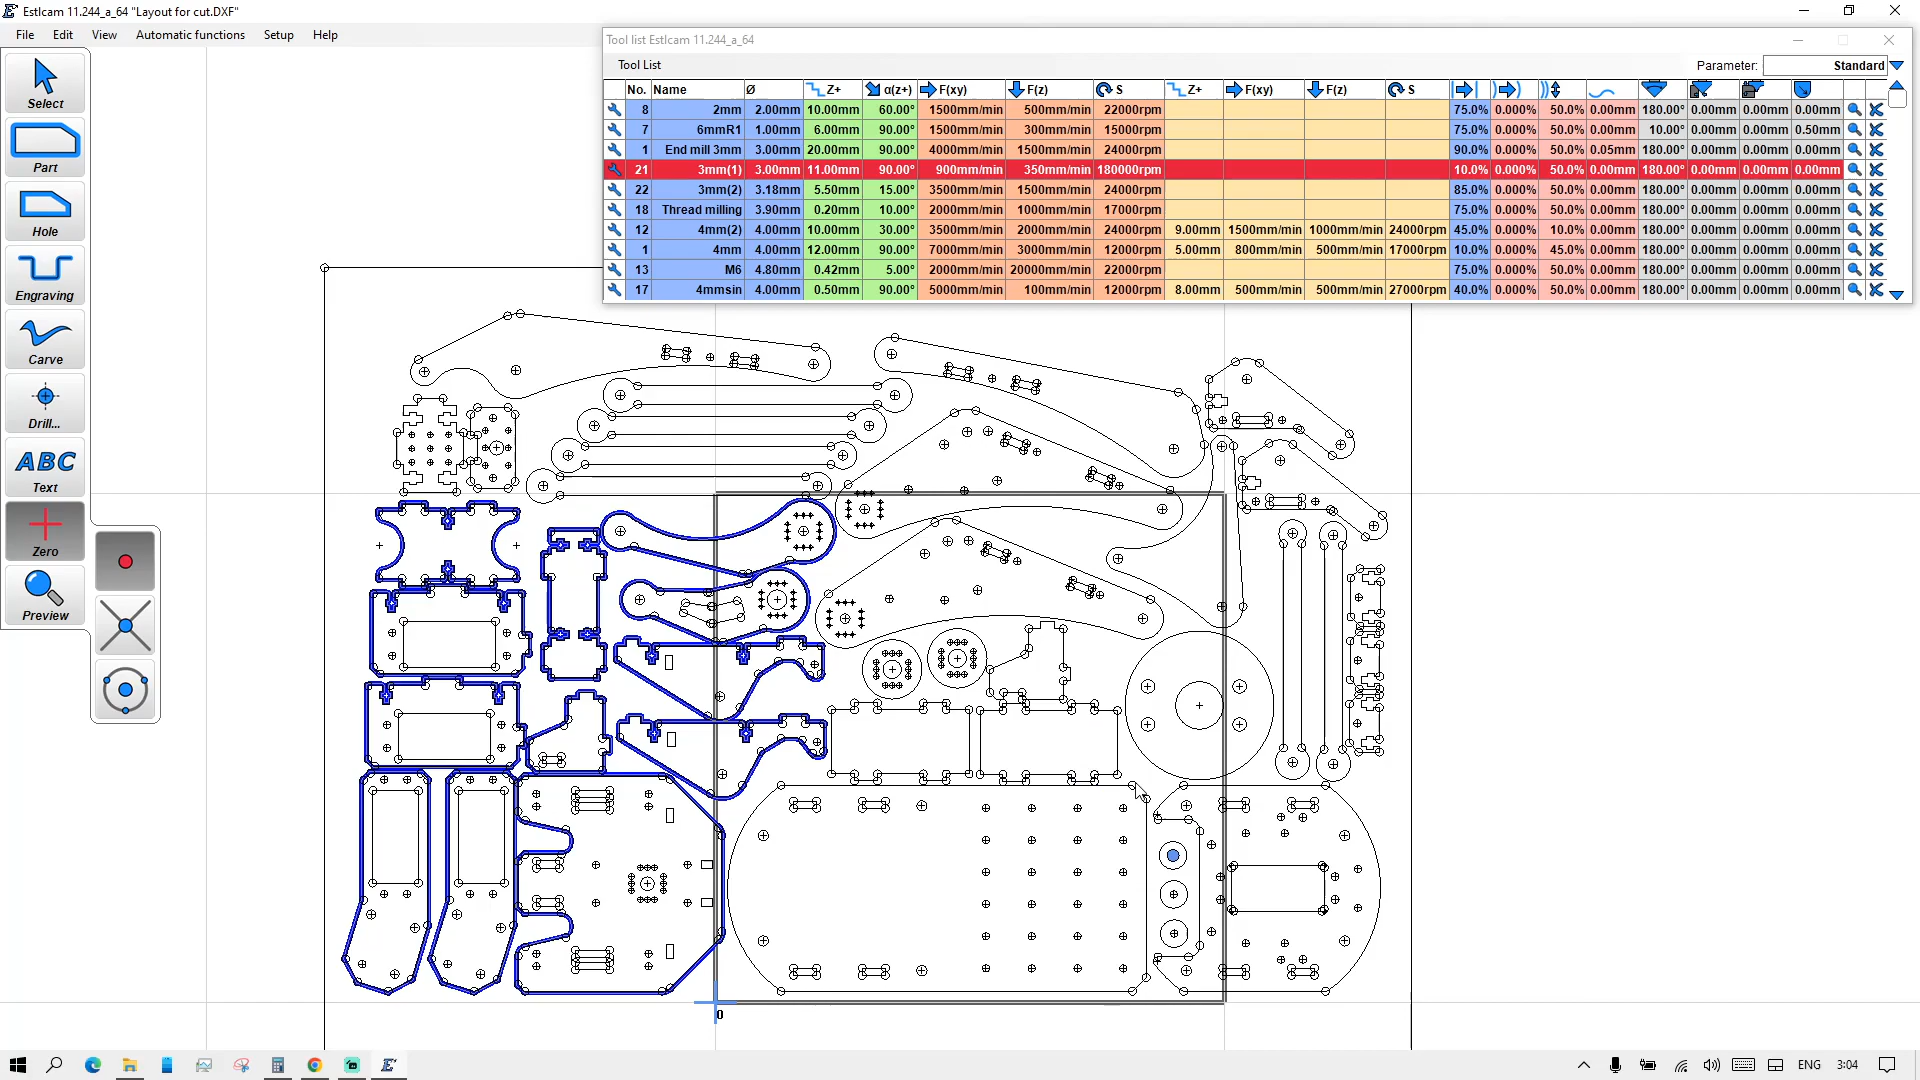 Estlcam 11.244_a_64 "Layout for cut.DXF"
File Edit View Automatic functions Setup Help
Tool list Estlcam 11.244_a_64
Tool List
Parameter: Standard
No. Name Ø Z+ α(z+) F(xy) F(z) S Z+ F(xy) F(z) S
8 2mm 2.00mm 10.00mm 60.00° 1500mm/min 500mm/min 22000rpm 75.0% 0.000% 50.0% 0.00mm 180.00° 0.00mm 0.00mm 0.00mm
7 6mmR1 1.00mm 6.00mm 90.00° 1500mm/min 300mm/min 15000rpm 75.0% 0.000% 50.0% 0.00mm 10.00° 0.00mm 0.00mm 0.50mm
1 End mill 3mm 3.00mm 20.00mm 90.00° 4000mm/min 1500mm/min 24000rpm 90.0% 0.000% 50.0% 0.05mm 180.00° 0.00mm 0.00mm 0.00mm
21 3mm(1) 3.00mm 11.00mm 90.00° 900mm/min 350mm/min 180000rpm 10.0% 0.000% 50.0% 0.00mm 180.00° 0.00mm 0.00mm 0.00mm
22 3mm(2) 3.18mm 5.50mm 15.00° 3500mm/min 1500mm/min 24000rpm 85.0% 0.000% 50.0% 0.00mm 180.00° 0.00mm 0.00mm 0.00mm
18 Thread milling 3.90mm 0.20mm 10.00° 2000mm/min 1000mm/min 17000rpm 75.0% 0.000% 50.0% 0.00mm 180.00° 0.00mm 0.00mm 0.00mm
12 4mm(2) 4.00mm 10.00mm 30.00° 3500mm/min 2000mm/min 24000rpm 9.00mm 1500mm/min 1000mm/min 24000rpm 45.0% 0.000% 10.0% 0.00mm 180.00° 0.00mm 0.00mm 0.00mm
1 4mm 4.00mm 12.00mm 90.00° 7000mm/min 3000mm/min 12000rpm 5.00mm 800mm/min 500mm/min 17000rpm 10.0% 0.000% 45.0% 0.00mm 180.00° 0.00mm 0.00mm 0.00mm
13 M6 4.80mm 0.42mm 5.00° 2000mm/min 20000mm/min 22000rpm 75.0% 0.000% 50.0% 0.00mm 180.00° 0.00mm 0.00mm 0.00mm
17 4mmsin 4.00mm 0.50mm 90.00° 5000mm/min 100mm/min 12000rpm 8.00mm 500mm/min 500mm/min 27000rpm 40.0% 0.000% 50.0% 0.00mm 180.00° 0.00mm 0.00mm 0.00mm
Select
Part
Hole
Engraving
Carve
Drill...
ABC
Text
Zero
Preview
0
ENG 3:04